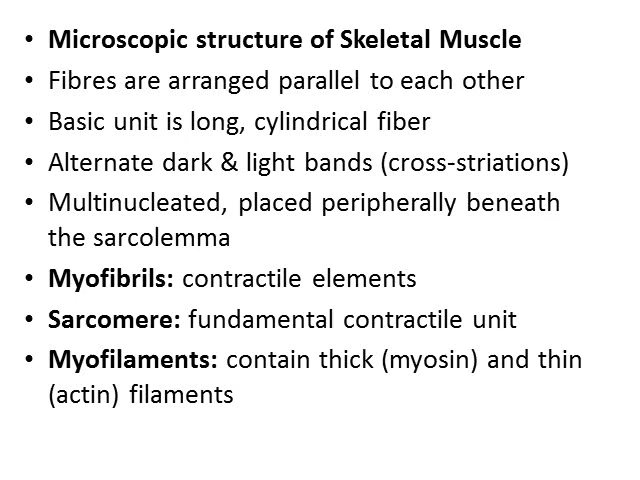 • Microscopic structure of Skeletal Muscle
• Fibres are arranged parallel to each other
• Basic unit is long, cylindrical fiber
• Alternate dark & light bands (cross-striations)
• Multinucleated, placed peripherally beneath
the sarcolemma
• Myofibrils: contractile elements
• Sarcomere: fundamental contractile unit
• Myofilaments: contain thick (myosin) and thin
(actin) filaments